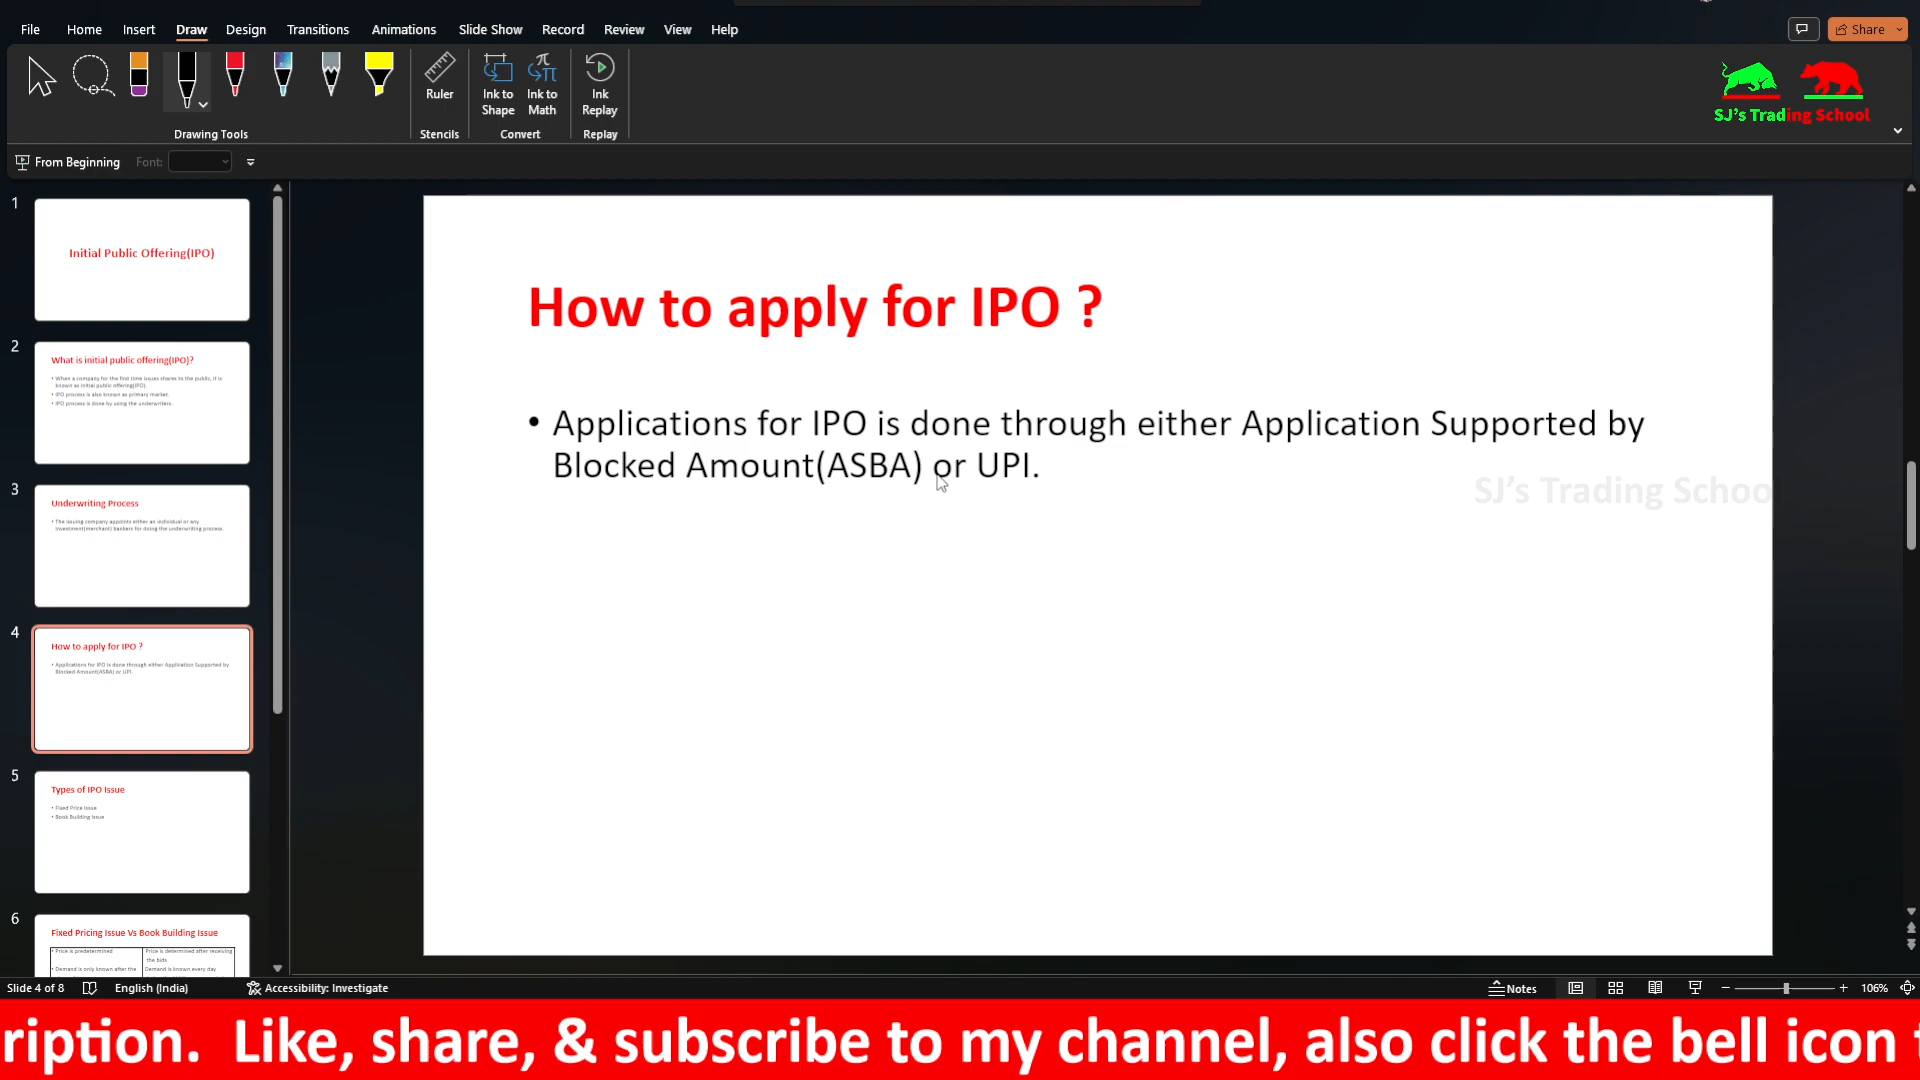 File Home Insert Draw Design Transitions Animations Slide Show Record Review View Help
Share
Ruler
Ink to Shape
Ink to Math
Ink Replay
Drawing Tools
Stencils
Convert
Replay
SJ's Trading School
From Beginning
Font:
1
Initial Public Offering(IPO)
2
What is initial public offering(IPO)?
• When a company for the first time issues shares to the public, it is
known as initial public offering(IPO).
• IPO process is also known as primary market.
• IPO process is done by using the underwriters.
3
Underwriting Process
• The issuing company appoints either an individual or any
investment(merchant) bankers for doing the underwriting process.
4
How to apply for IPO ?
• Applications for IPO is done through either Application Supported by
Blocked Amount(ASBA) or UPI.
5
Types of IPO Issue
• Fixed Price Issue
• Book Building Issue
6
Fixed Pricing Issue Vs Book Building Issue
• Price is predetermined
Price is determined after receiving
the bids
• Demand is only known after the
Demand is known every day
How to apply for IPO ?
• Applications for IPO is done through either Application Supported by
Blocked Amount(ASBA) or UPI.
SJ's Trading Schoo
Slide 4 of 8
English (India)
Accessibility: Investigate
Notes
106%
ription. Like, share, & subscribe to my channel, also click the bell icon t